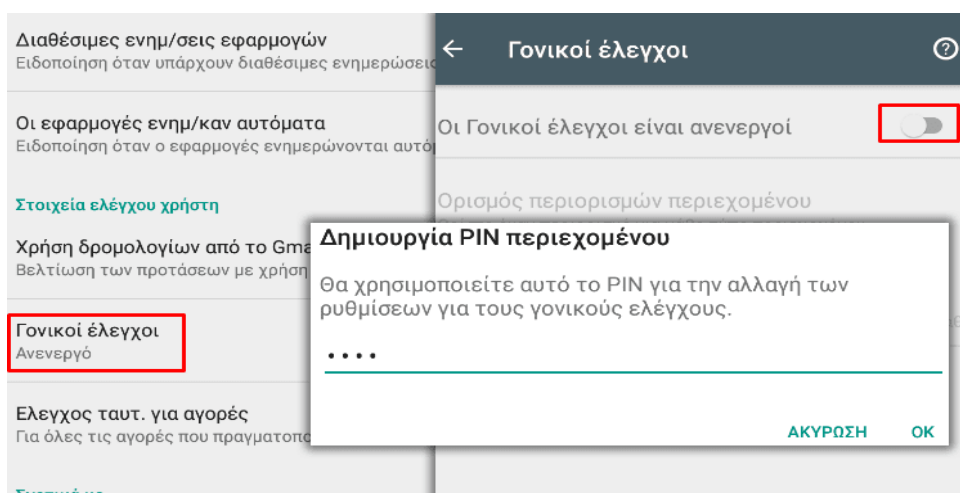 Διαθέσιμες ενημ/σεις εφαρμογών
Ειδοποίηση όταν υπάρχουν διαθέσιμες ενημερώσεις
Οι εφαρμογές ενημ/καν αυτόματα
Ειδοποίηση όταν ο εφαρμογές ενημερώνονται αυτό
Στοιχεία ελέγχου χρήστη
Χρήση δρομολογίων από το Gma
Βελτίωση των προτάσεων με χρήση
Γονικοί έλεγχοι
Ανενεργό
Ελεγχος ταυτ. για αγορές
Για όλες τις αγορές που πραγματοπο
Γονικοί έλεγχοι
Οι Γονικοί έλεγχοι είναι ανενεργοί
Ορισμός περιορισμών περιεχομένου
Δημιουργία PIN περιεχομένου
Θα χρησιμοποιείτε αυτό το PIN για την αλλαγή των
ρυθμίσεων για τους γονικούς ελέγχους.
ΑΚΥΡΩΣΗ OK